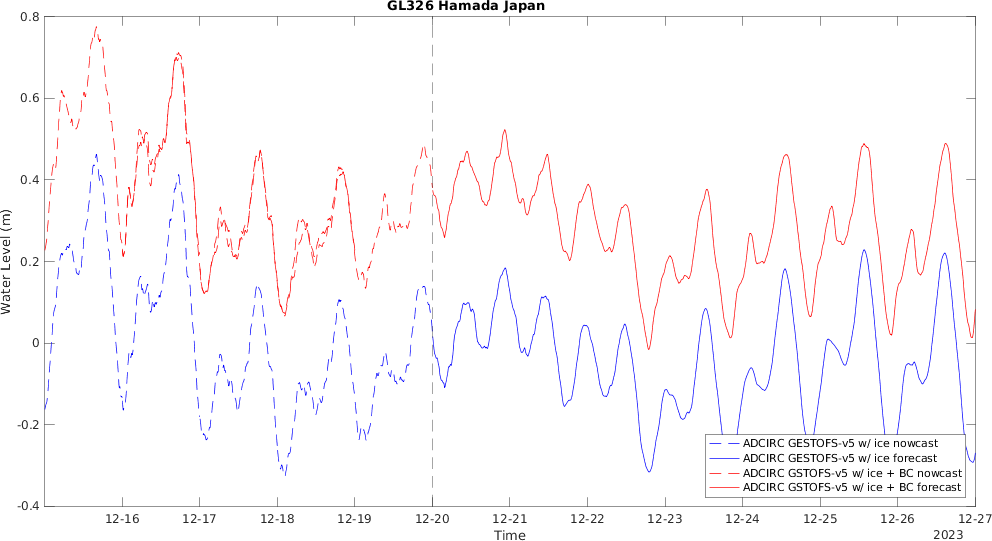 GL326 Hamada Japan
0.8
0.6
0.4
0.2
0
-0.2
-0.4
Water Level (m)
ADCIRC GESTOFS-v5 w/ ice nowcast
ADCIRC GESTOFS-v5 w/ ice forecast
ADCIRC GSTOFS-v5 w/ ice + BC nowcast
ADCIRC GSTOFS-v5 w/ ice + BC forecast
12-16 12-17 12-18 12-19 12-20 12-21 12-22 12-23 12-24 12-25 12-26 12-27
Time
2023